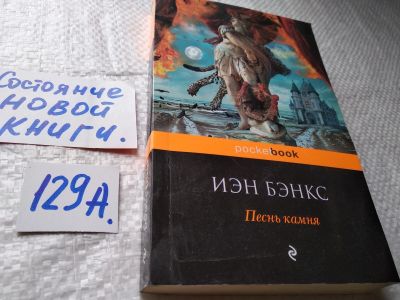 Состояние
НОВОЙ
КНИГИ.
129А.
pocketbook
ИЭН БЭНКС
Песнь камня